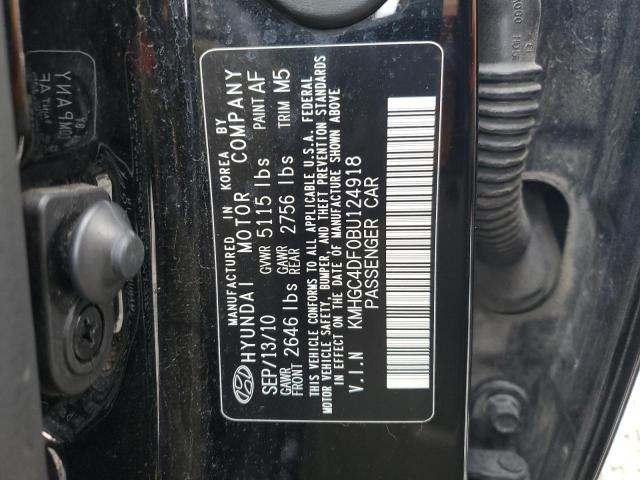 MANUFACTURED IN KOREA BY
HYUNDAI MOTOR COMPANY
SEP/13/10 GVWR 5115 lbs PAINT AF
GAWR FRONT 2646 lbs GAWR REAR 2756 lbs TRIM M5
THIS VEHICLE CONFORMS TO ALL APPLICABLE U.S.A. FEDERAL
MOTOR VEHICLE SAFETY, BUMPER, AND THEFT PREVENTION STANDARDS
IN EFFECT ON THE DATE OF MANUFACTURE SHOWN ABOVE
V.I.N KMHGC4DF0BU124918
PASSENGER CAR